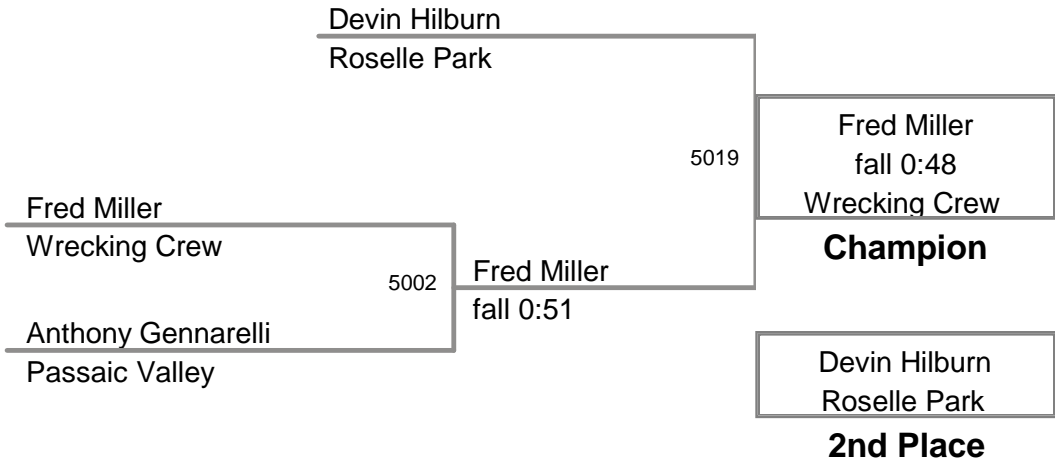 Devin Hilburn
Roselle Park
5019
Fred Miller
fall 0:48
Wrecking Crew
Champion
Fred Miller
Wrecking Crew
5002
Fred Miller
fall 0:51
Anthony Gennarelli
Passaic Valley
Devin Hilburn
Roselle Park
2nd Place